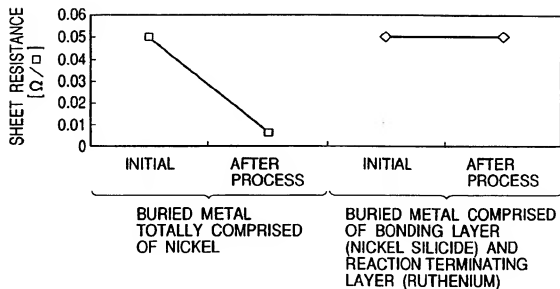 SHEET RESISTANCE
[Ω/□]
0.06
0.05
0.03
0.04
0.02
0.01
0
INITIAL
AFTER
PROCESS
INITIAL
AFTER
PROCESS
BURIED METAL
TOTALLY COMPRISED
OF NICKEL
BURIED METAL COMPRISED
OF BONDING LAYER
(NICKEL SILICIDE) AND
REACTION TERMINATING
LAYER (RUTHENIUM)